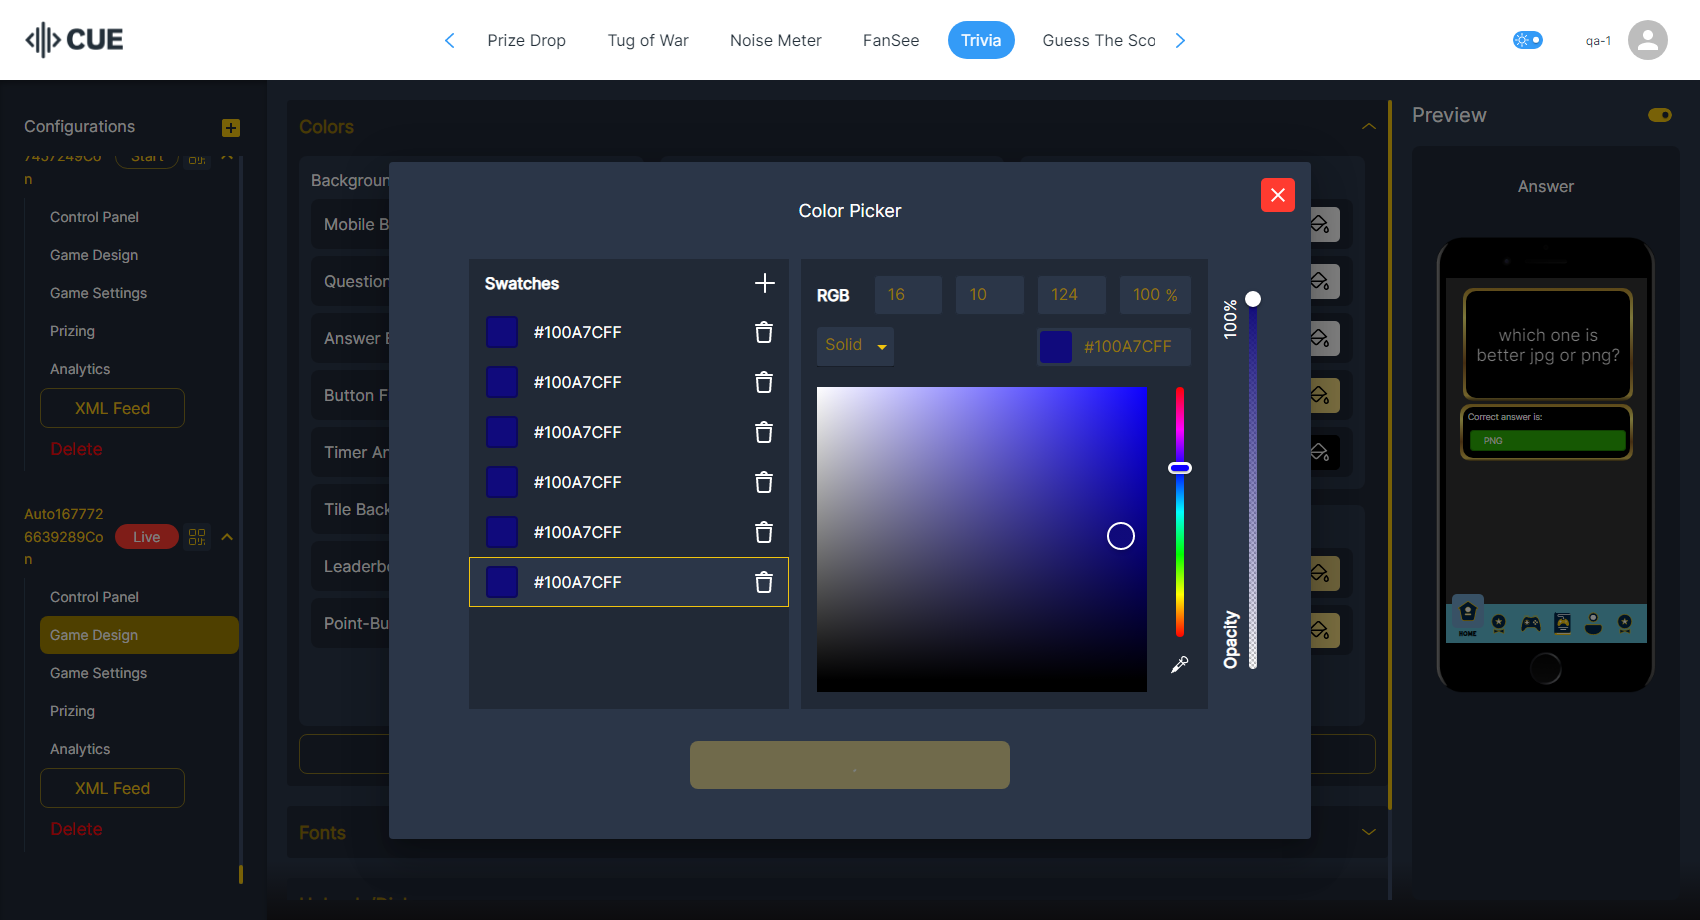 CUE
Prize Drop
Tug of War
Noise Meter
FanSee
Trivia
Guess The Sco
qa-1
Configurations
7457249Co
n
Start
Control Panel
Game Design
Game Settings
Prizing
Analytics
XML Feed
Delete
Auto167772
6639289Co
n
Live
Control Panel
Game Design
Game Settings
Prizing
Analytics
XML Feed
Delete
Colors
Backgroun
Mobile B
Question
Answer
Button F
Timer An
Tile Back
Leaderbo
Point-Bu
Fonts
Color Picker
Swatches
#100A7CFF
#100A7CFF
#100A7CFF
#100A7CFF
#100A7CFF
#100A7CFF
RGB
16
10
124
100 %
Solid
#100A7CFF
100%
Opacity
Preview
Answer
which one is
better jpg or png?
Correct answer is:
PNG
HOME